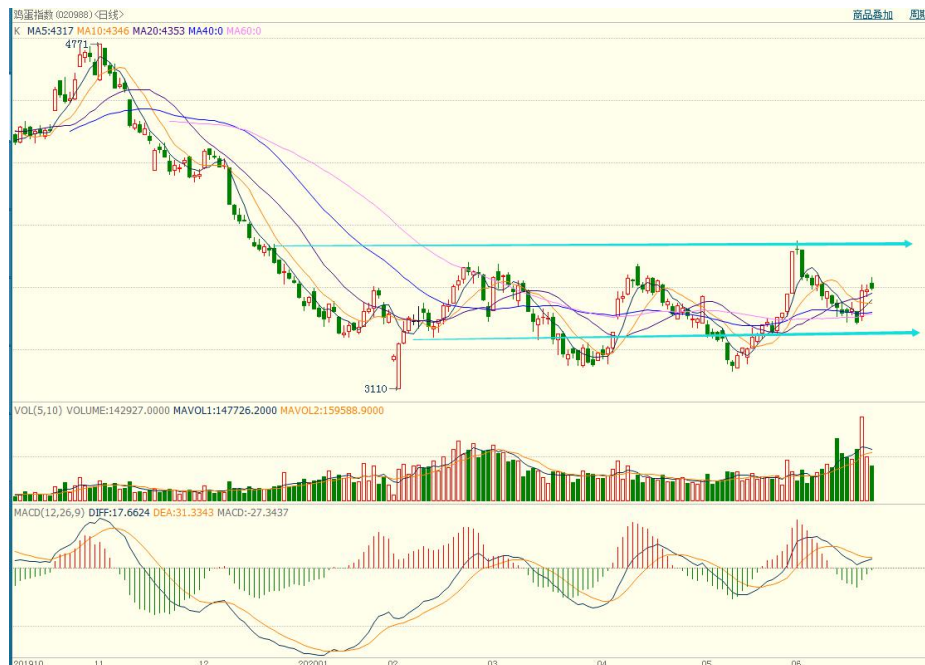 鸡蛋指数(020988)<日线> 商品叠加 周期
K MA5:4317 MA10:4346 MA20:4353 MA40:0 MA60:0
4771
3110
VOL(5,10) VOLUME:142927.0000 MAVOL1:147726.2000 MAVOL2:159588.9000
MACD(12,26,9) DIFF:17.6624 DEA:31.3343 MACD:-27.3437
201910 11 12 202001 02 03 04 05 06